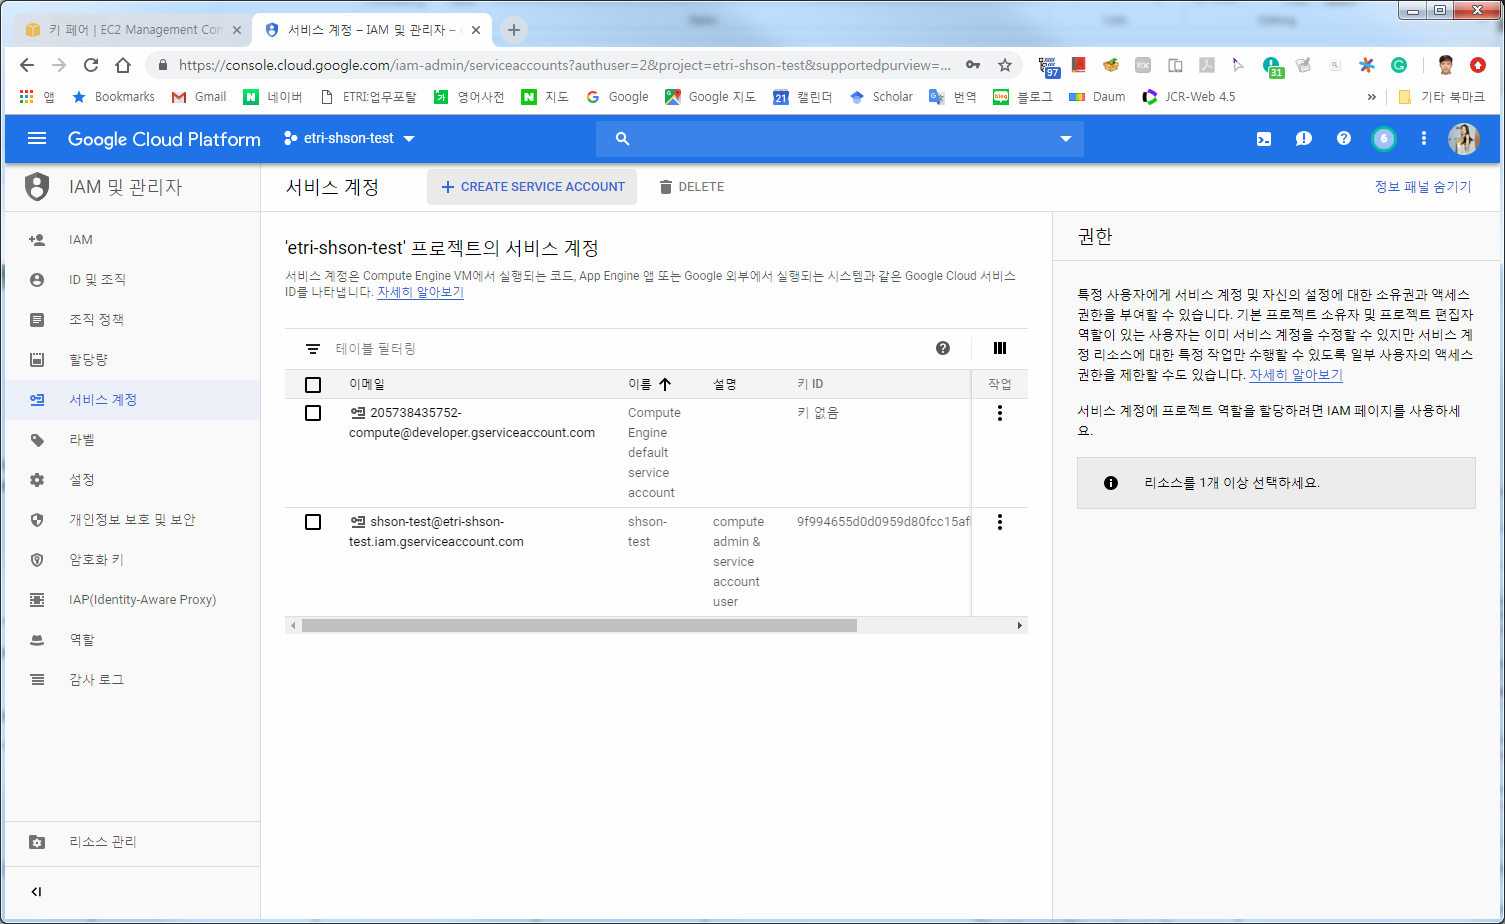 키 페어 | EC2 Management Con
서비스 계정 – IAM 및 관리자 –
https://console.cloud.google.com/iam-admin/serviceaccounts?authuser=2&project=etri-shson-test&supportedpurview=...
97
31
앱 Bookmarks Gmail 네이버 ETRI:업무포탈 영어사전 지도 Google Google 지도 캘린더 Scholar 번역 블로그 Daum JCR-Web 4.5 » 기타 북마크
Google Cloud Platform
etri-shson-test
6
IAM 및 관리자
서비스 계정
CREATE SERVICE ACCOUNT
DELETE
정보 패널 숨기기
IAM
ID 및 조직
조직 정책
할당량
서비스 계정
라벨
설정
개인정보 보호 및 보안
암호화 키
IAP(Identity-Aware Proxy)
역할
감사 로그
리소스 관리
'etri-shson-test' 프로젝트의 서비스 계정
서비스 계정은 Compute Engine VM에서 실행되는 코드, App Engine 앱 또는 Google 외부에서 실행되는 시스템과 같은 Google Cloud 서비스
ID를 나타냅니다. 자세히 알아보기
테이블 필터링
이메일 이름 설명 키 ID 작업
205738435752-
compute@developer.gserviceaccount.com
Compute
Engine
default
service
account
키 없음
shson-test@etri-shson-
test.iam.gserviceaccount.com
shson-
test
compute
admin &
service
account
user
9f994655d0d0959d80fcc15af
권한
특정 사용자에게 서비스 계정 및 자신의 설정에 대한 소유권과 액세스
권한을 부여할 수 있습니다. 기본 프로젝트 소유자 및 프로젝트 편집자
역할이 있는 사용자는 이미 서비스 계정을 수정할 수 있지만 서비스 계
정 리소스에 대한 특정 작업만 수행할 수 있도록 일부 사용자의 액세스
권한을 제한할 수도 있습니다. 자세히 알아보기
서비스 계정에 프로젝트 역할을 할당하려면 IAM 페이지를 사용하세
요.
리소스를 1개 이상 선택하세요.